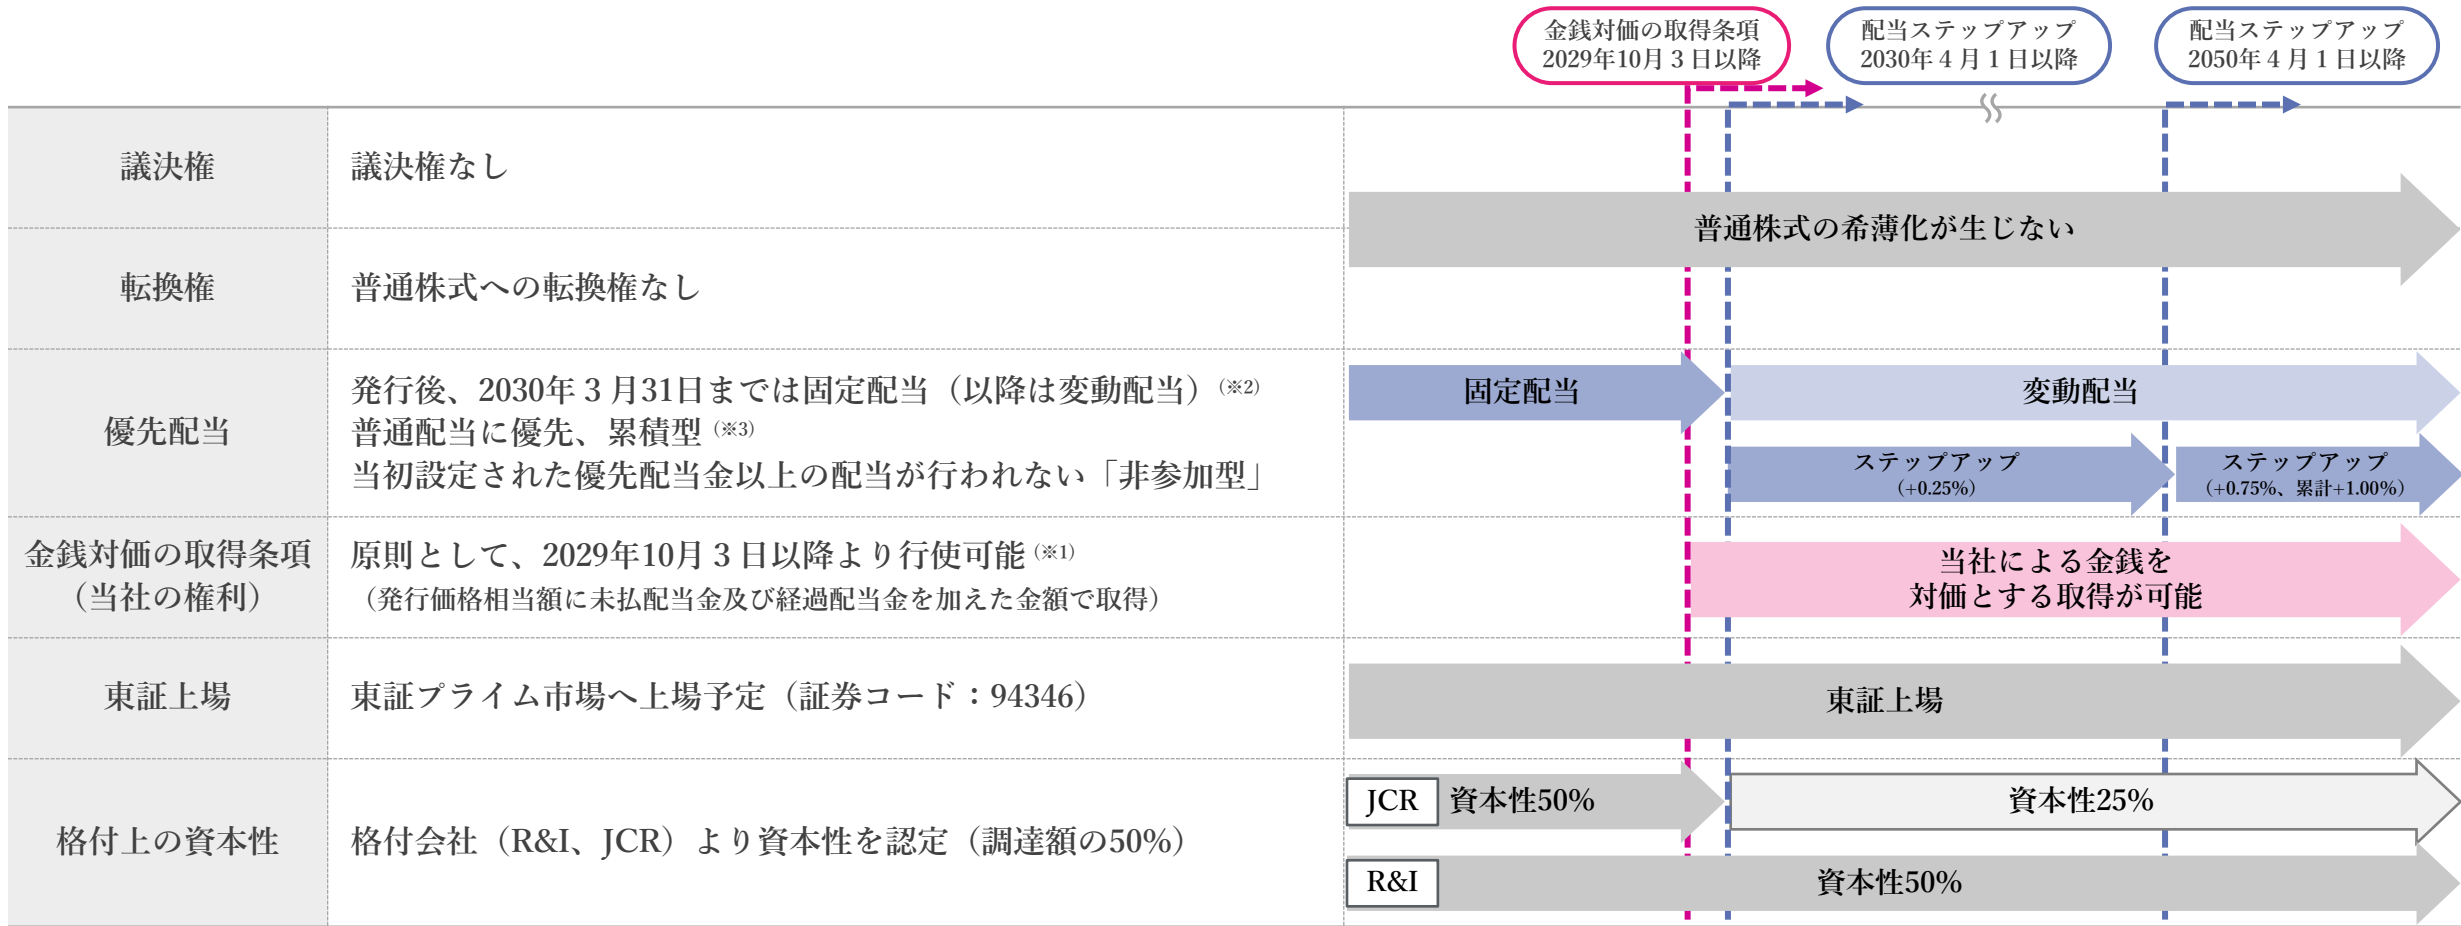 金銭対価の取得条項
2029年10月３日以降
配当ステップアップ
2030年４月１日以降
配当ステップアップ
2050年４月１日以降
議決権
議決権なし
普通株式の希薄化が生じない
転換権
普通株式への転換権なし
優先配当
発行後、2030年３月31日までは固定配当（以降は変動配当）(※2)
普通配当に優先、累積型(※3)
当初設定された優先配当金以上の配当が行われない「非参加型」
固定配当
変動配当
ステップアップ
（+0.25%）
ステップアップ
（+0.75%、累計+1.00%）
金銭対価の取得条項
（当社の権利）
原則として、2029年10月３日以降より行使可能(※1)
（発行価格相当額に未払配当金及び経過配当金を加えた金額で取得）
当社による金銭を
対価とする取得が可能
東証上場
東証プライム市場へ上場予定（証券コード：94346）
東証上場
格付上の資本性
格付会社（R&I、JCR）より資本性を認定（調達額の50%）
JCR 資本性50%
資本性25%
R&I
資本性50%